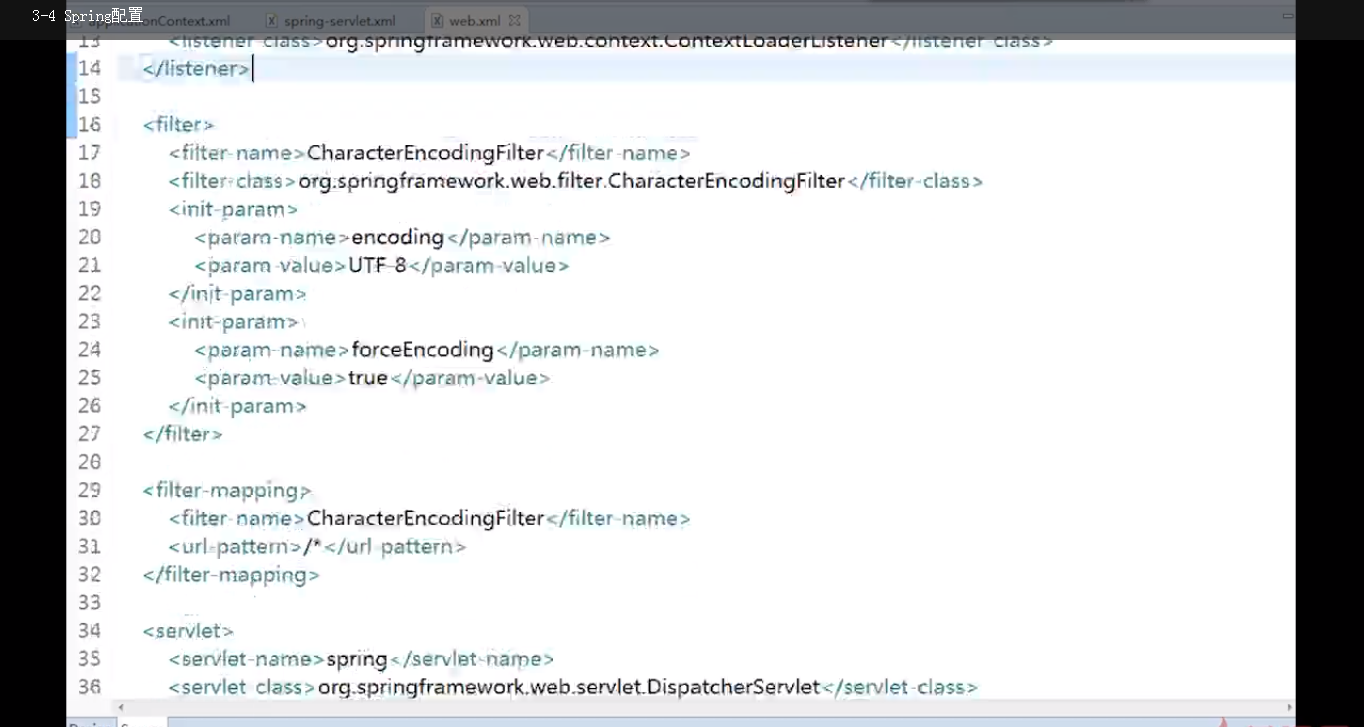 3-4 Spring配置
applicationContext.xml spring-servlet.xml web.xml
13 <listener-class>org.springframework.web.context.ContextLoaderListener</listener-class>
14 </listener>
15
16 <filter>
17 <filter-name>CharacterEncodingFilter</filter-name>
18 <filter-class>org.springframework.web.filter.CharacterEncodingFilter</filter-class>
19 <init-param>
20 <param-name>encoding</param-name>
21 <param-value>UTF-8</param-value>
22 </init-param>
23 <init-param>
24 <param-name>forceEncoding</param-name>
25 <param-value>true</param-value>
26 </init-param>
27 </filter>
28
29 <filter-mapping>
30 <filter-name>CharacterEncodingFilter</filter-name>
31 <url-pattern>/*</url-pattern>
32 </filter-mapping>
33
34 <servlet>
35 <servlet-name>spring</servlet-name>
36 <servlet-class>org.springframework.web.servlet.DispatcherServlet</servlet-class>